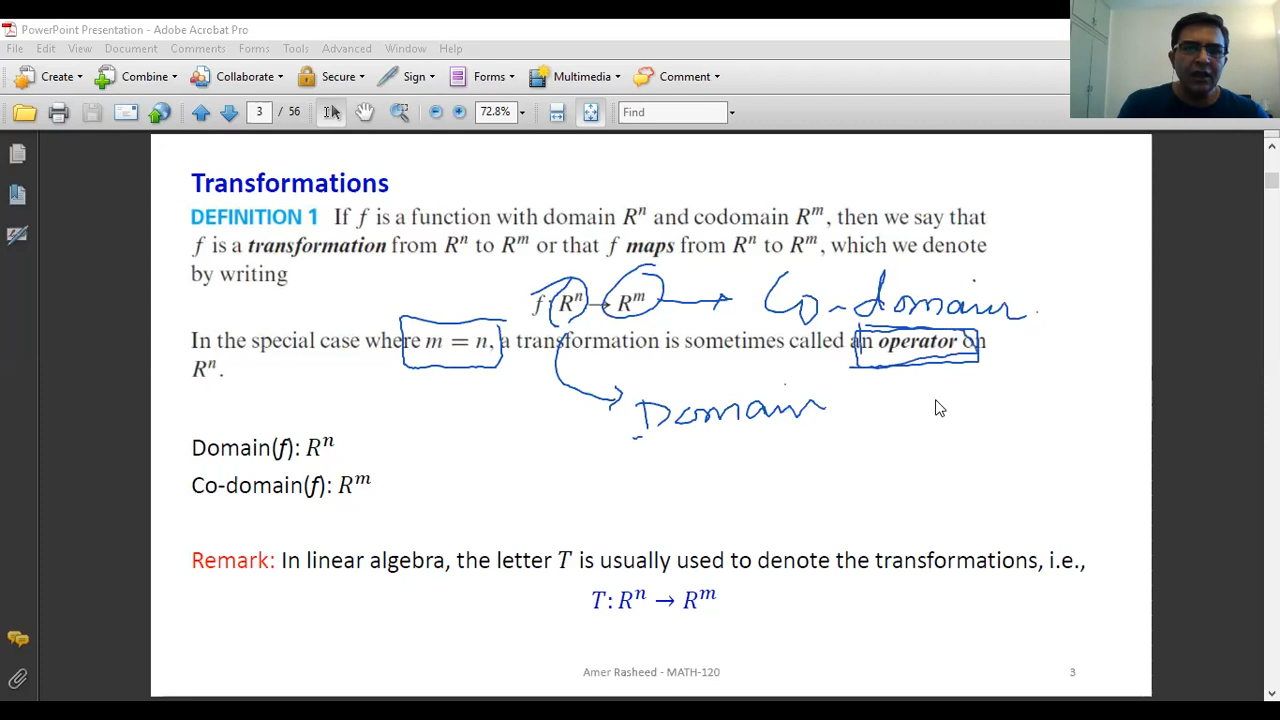 PowerPoint Presentation - Adobe Acrobat Pro
File Edit View Document Comments Forms Tools Advanced Window Help
Create Combine Collaborate Secure Sign Forms Multimedia Comment
3 / 56 72.8% Find
Transformations
DEFINITION 1 If f is a function with domain Rⁿ and codomain Rᵐ, then we say that
f is a transformation from Rⁿ to Rᵐ or that f maps from Rⁿ to Rᵐ, which we denote
by writing
f: Rⁿ → Rᵐ Co-domain
In the special case where m = n, a transformation is sometimes called an operator on
Rⁿ.
Domain
Domain(f): Rⁿ
Co-domain(f): Rᵐ
Remark: In linear algebra, the letter T is usually used to denote the transformations, i.e.,
T: Rⁿ → Rᵐ
Amer Rasheed - MATH-120 3